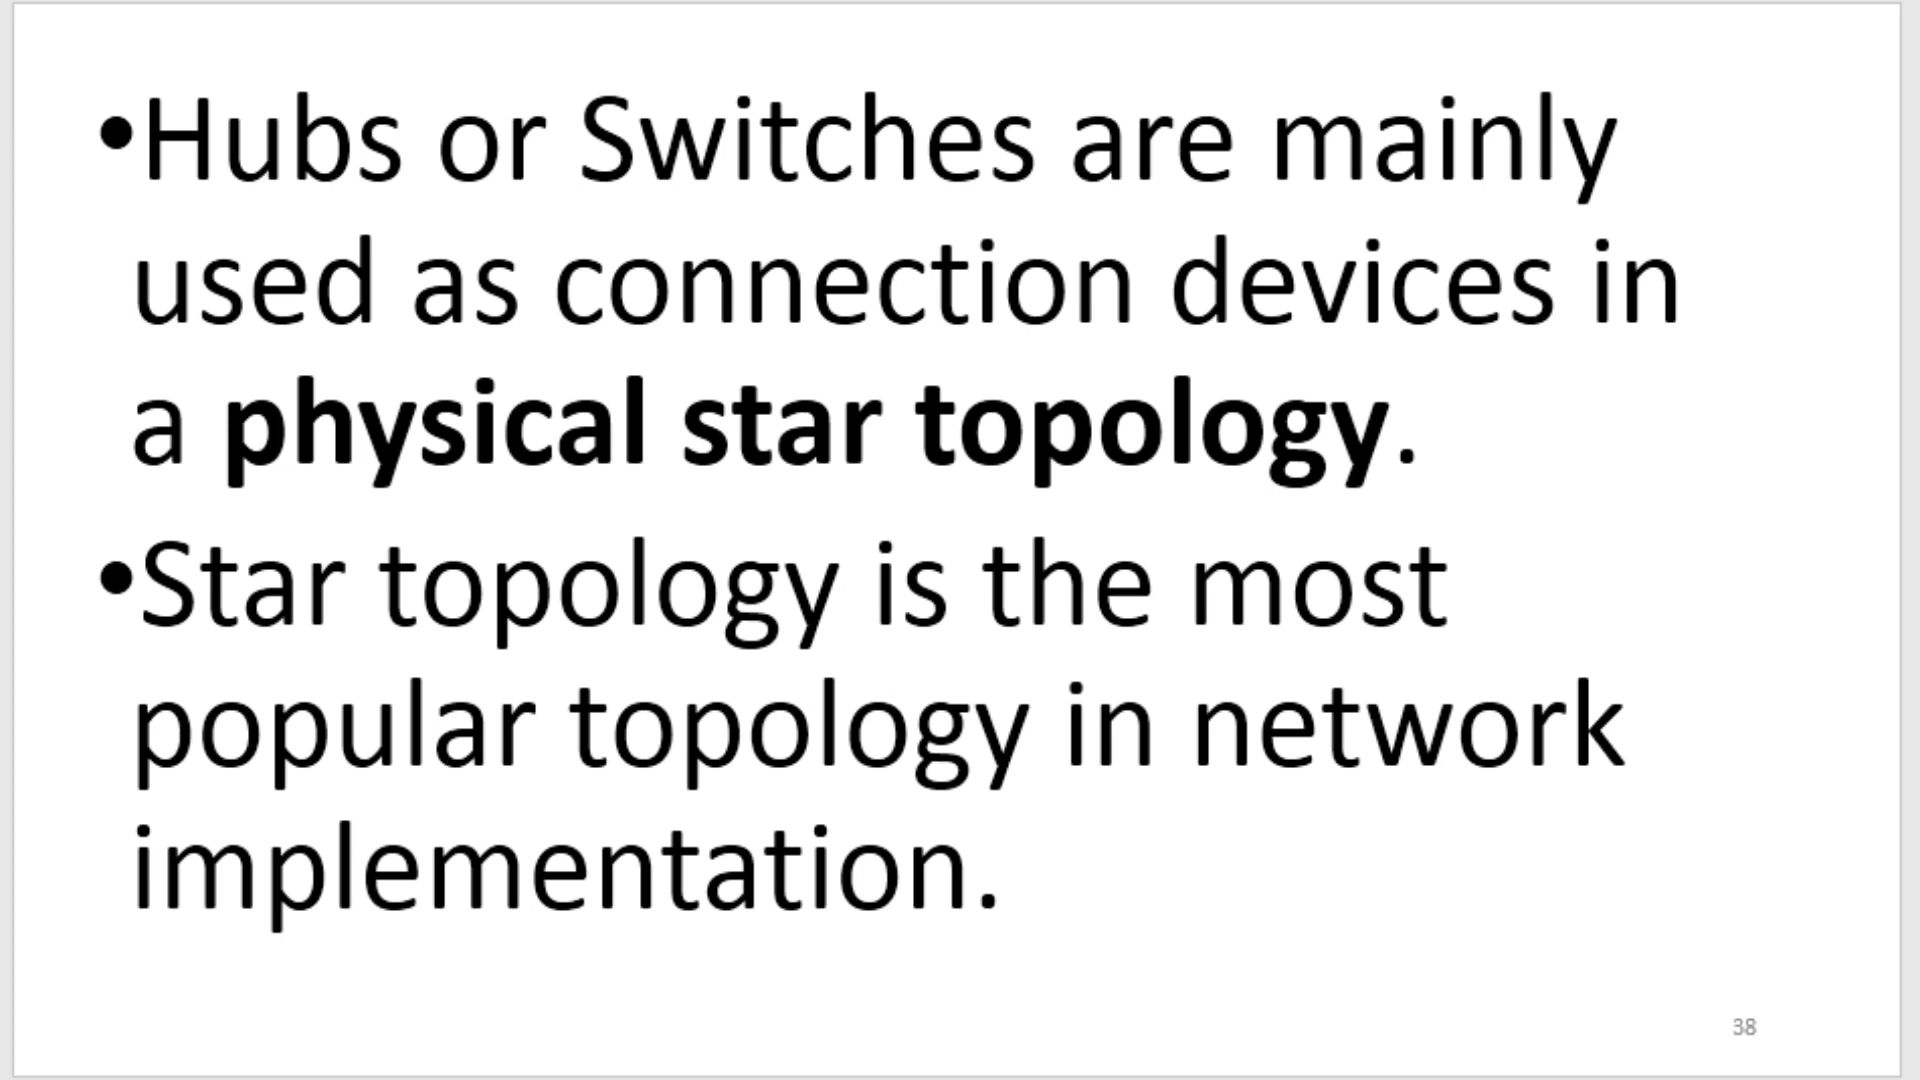 •Hubs or Switches are mainly
used as connection devices in
a physical star topology.
•Star topology is the most
popular topology in network
implementation.
38